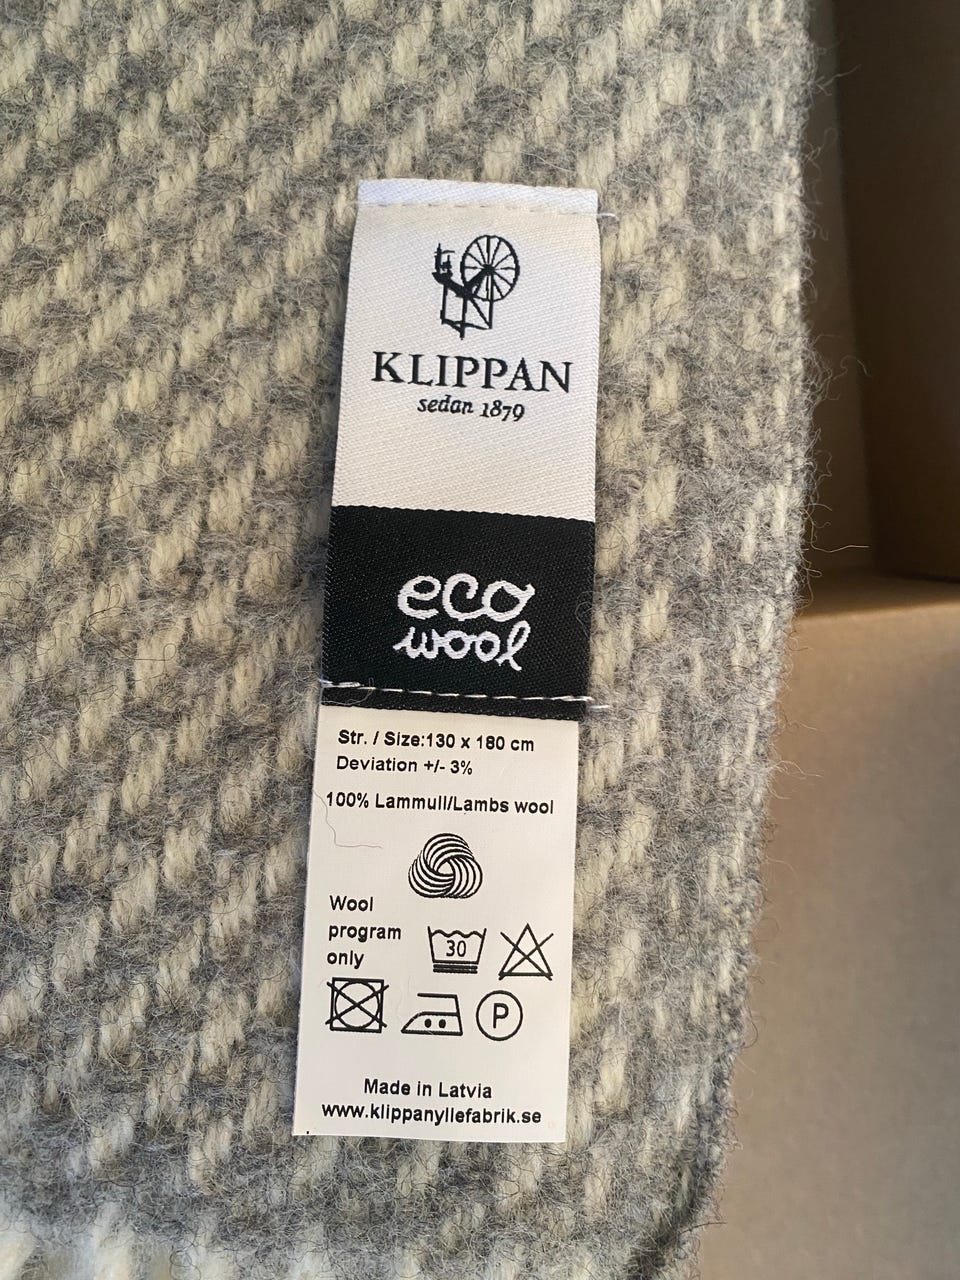 KLIPPAN
sedan 1879
eco
wool
Str. / Size:130 x 180 cm
Deviation +/- 3%
100% Lammull/Lambs wool
Wool
program
only
30
P
Made in Latvia
www.klippanyllefabrik.se